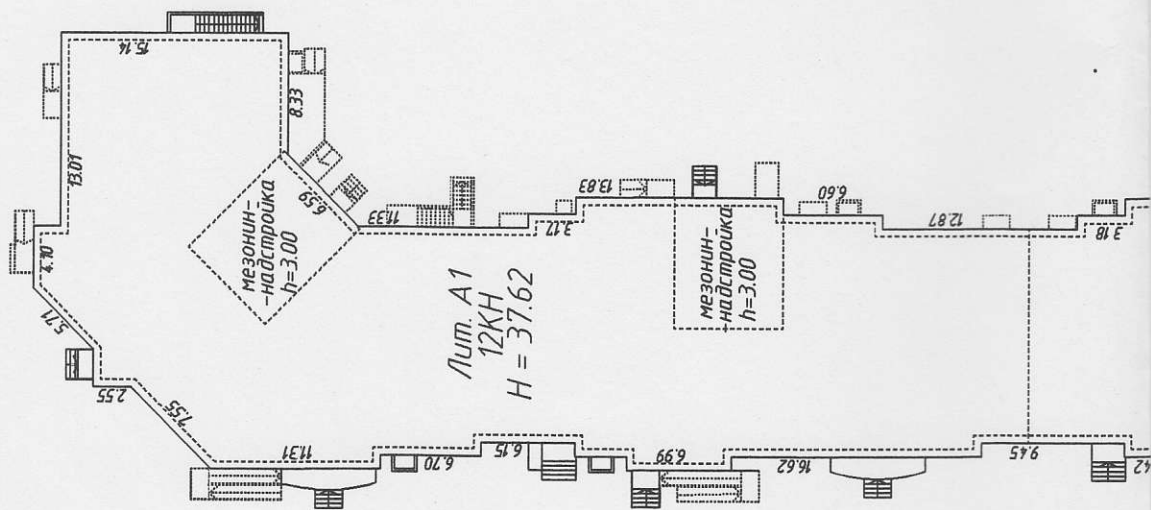 15.14
8.33
13.01
6.59
мезонин-
-надстройка
h=3.00
4.10
5.71
2.55
7.55
11.33
3.17
13.83
6.60
12.87
3.18
мезонин-
-надстройка
h=3.00
Лит. А1
12КН
Н = 37.62
11.31
6.70
6.15
6.99
16.62
9.45
42